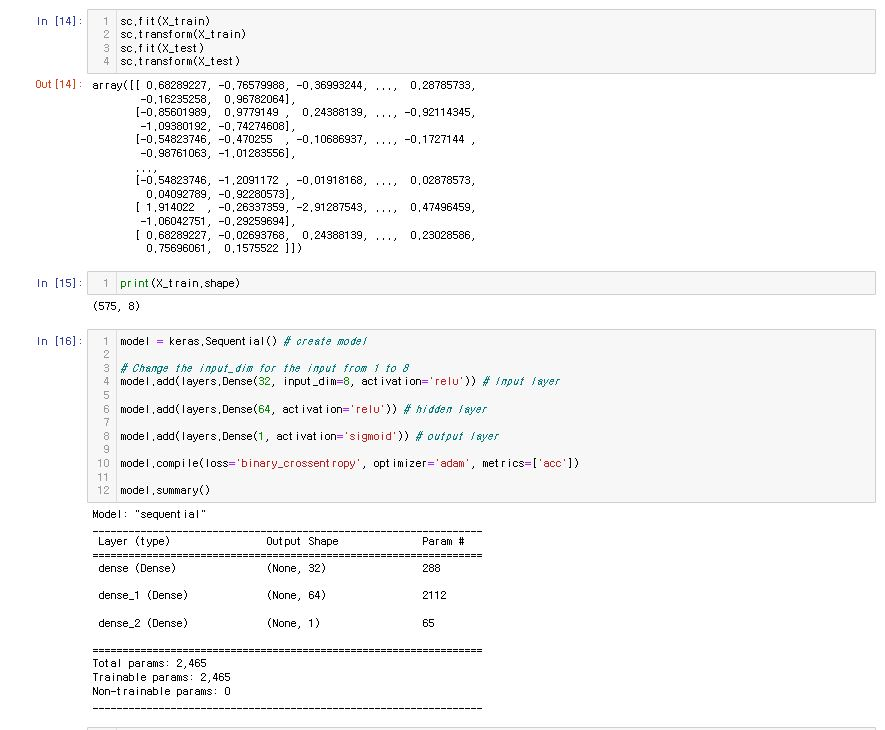 In [14]:
1 sc.fit(X_train)
2 sc.transform(X_train)
3 sc.fit(X_test)
4 sc.transform(X_test)
Out[14]: array([[ 0.68289227, -0.76579988, -0.36993244, ...,  0.28785733,
-0.16235258,  0.96782064],
[-0.85601989,  0.9779149 ,  0.24388139, ..., -0.92114345,
-1.09380192, -0.74274608],
[-0.54823746, -0.470255  , -0.10686937, ..., -0.1727144 ,
-0.98761063, -1.01283556],
...,
[-0.54823746, -1.2091172 , -0.01918168, ...,  0.02878573,
0.04092789, -0.92280573],
[ 1.914022  , -0.26337359, -2.91287543, ...,  0.47496459,
-1.06042751, -0.29259694],
[ 0.68289227, -0.02693768,  0.24388139, ...,  0.23028586,
0.75696061,  0.1575522 ]])
In [15]:
1 print(X_train.shape)
(575, 8)
In [16]:
1 model = keras.Sequential() # create model
2
3 # Change the input_dim for the input from 1 to 8
4 model.add(layers.Dense(32, input_dim=8, activation='relu')) # Input layer
5
6 model.add(layers.Dense(64, activation='relu')) # hidden layer
7
8 model.add(layers.Dense(1, activation='sigmoid')) # output layer
9
10 model.compile(loss='binary_crossentropy', optimizer='adam', metrics=['acc'])
11
12 model.summary()
Model: "sequential"
_________________________________________________________________
Layer (type) Output Shape Param #
=================================================================
dense (Dense) (None, 32) 288
dense_1 (Dense) (None, 64) 2112
dense_2 (Dense) (None, 1) 65
=================================================================
Total params: 2,465
Trainable params: 2,465
Non-trainable params: 0
_________________________________________________________________